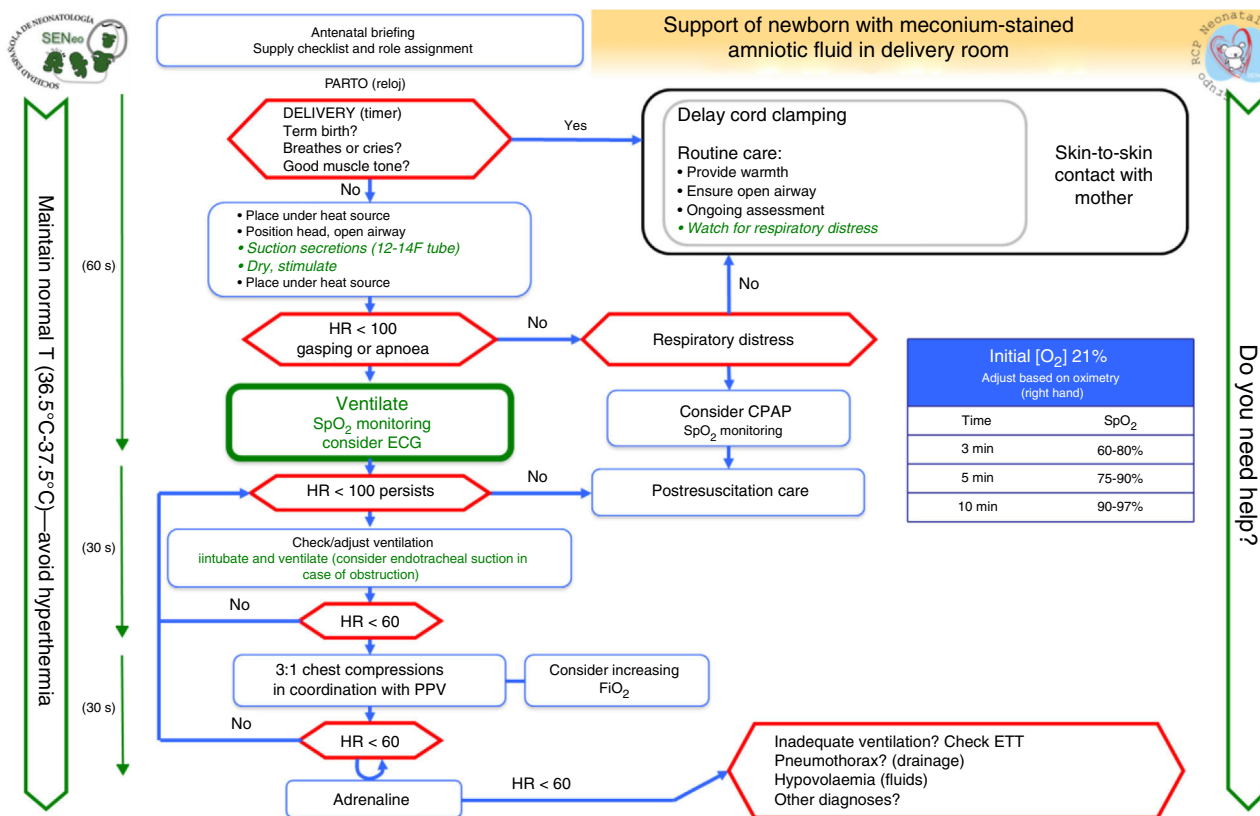 SOCIEDAD ESPAÑOLA DE NEONATOLOGÍA
SENeo
Antenatal briefing
Supply checklist and role assignment
Support of newborn with meconium-stained
amniotic fluid in delivery room
Grupo RCP Neonatal
PARTO (reloj)
DELIVERY (timer)
Term birth?
Breathes or cries?
Good muscle tone?
Yes
No
Delay cord clamping
Routine care:
• Provide warmth
• Ensure open airway
• Ongoing assessment
• Watch for respiratory distress
Skin-to-skin
contact with
mother
• Place under heat source
• Position head, open airway
• Suction secretions (12-14F tube)
• Dry, stimulate
• Place under heat source
(60 s)
No
HR < 100
gasping or apnoea
No
Respiratory distress
Ventilate
SpO₂ monitoring
consider ECG
Consider CPAP
SpO₂ monitoring
Initial [O₂] 21%
Adjust based on oximetry
(right hand)
Time SpO₂
3 min 60-80%
5 min 75-90%
10 min 90-97%
HR < 100 persists
No
Postresuscitation care
Check/adjust ventilation
iintubate and ventilate (consider endotracheal suction in
case of obstruction)
(30 s)
No
HR < 60
3:1 chest compressions
in coordination with PPV
Consider increasing
FiO₂
(30 s)
No
HR < 60
Adrenaline
HR < 60
Inadequate ventilation? Check ETT
Pneumothorax? (drainage)
Hypovolaemia (fluids)
Other diagnoses?
Maintain normal T (36.5°C-37.5°C)—avoid hyperthermia
Do you need help?